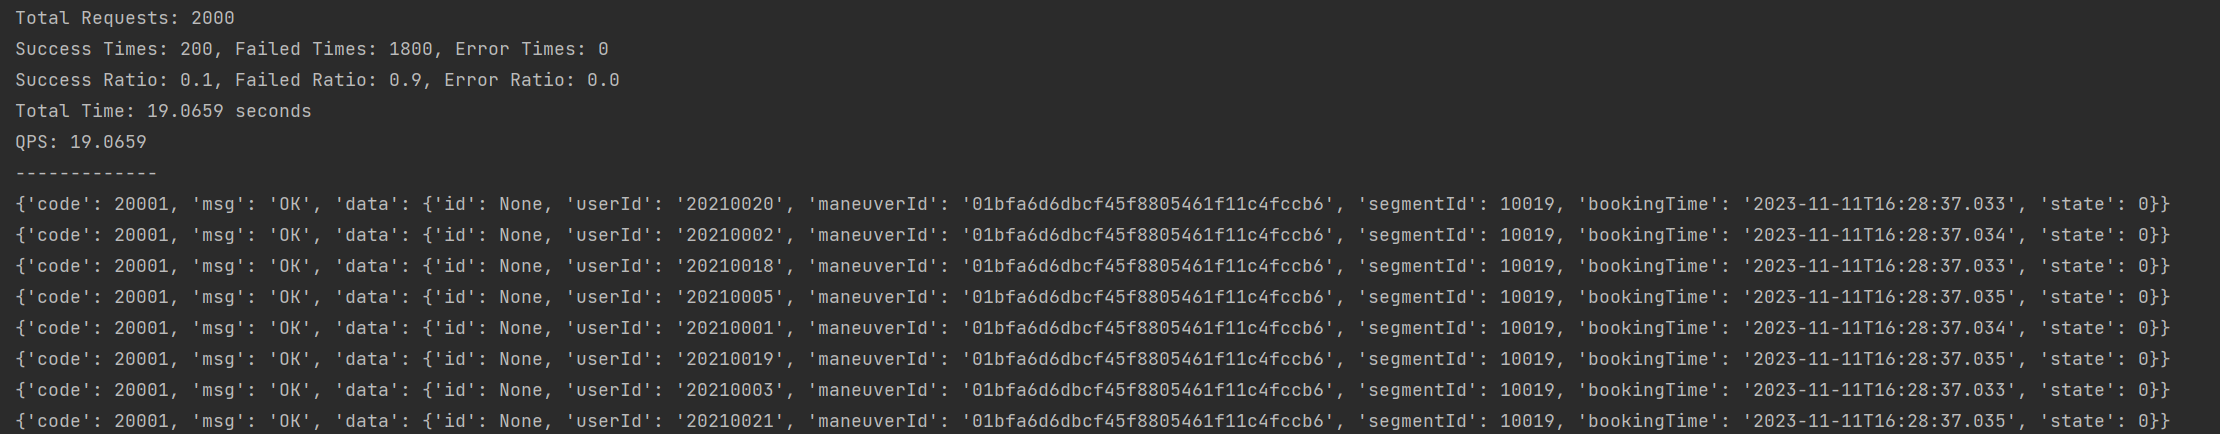 Total Requests: 2000
Success Times: 200, Failed Times: 1800, Error Times: 0
Success Ratio: 0.1, Failed Ratio: 0.9, Error Ratio: 0.0
Total Time: 19.0659 seconds
QPS: 19.0659
-------------
{'code': 20001, 'msg': 'OK', 'data': {'id': None, 'userId': '20210020', 'maneuverId': '01bfa6d6dbcf45f8805461f11c4fccb6', 'segmentId': 10019, 'bookingTime': '2023-11-11T16:28:37.033', 'state': 0}}
{'code': 20001, 'msg': 'OK', 'data': {'id': None, 'userId': '20210002', 'maneuverId': '01bfa6d6dbcf45f8805461f11c4fccb6', 'segmentId': 10019, 'bookingTime': '2023-11-11T16:28:37.034', 'state': 0}}
{'code': 20001, 'msg': 'OK', 'data': {'id': None, 'userId': '20210018', 'maneuverId': '01bfa6d6dbcf45f8805461f11c4fccb6', 'segmentId': 10019, 'bookingTime': '2023-11-11T16:28:37.033', 'state': 0}}
{'code': 20001, 'msg': 'OK', 'data': {'id': None, 'userId': '20210005', 'maneuverId': '01bfa6d6dbcf45f8805461f11c4fccb6', 'segmentId': 10019, 'bookingTime': '2023-11-11T16:28:37.035', 'state': 0}}
{'code': 20001, 'msg': 'OK', 'data': {'id': None, 'userId': '20210001', 'maneuverId': '01bfa6d6dbcf45f8805461f11c4fccb6', 'segmentId': 10019, 'bookingTime': '2023-11-11T16:28:37.034', 'state': 0}}
{'code': 20001, 'msg': 'OK', 'data': {'id': None, 'userId': '20210019', 'maneuverId': '01bfa6d6dbcf45f8805461f11c4fccb6', 'segmentId': 10019, 'bookingTime': '2023-11-11T16:28:37.035', 'state': 0}}
{'code': 20001, 'msg': 'OK', 'data': {'id': None, 'userId': '20210003', 'maneuverId': '01bfa6d6dbcf45f8805461f11c4fccb6', 'segmentId': 10019, 'bookingTime': '2023-11-11T16:28:37.033', 'state': 0}}
{'code': 20001, 'msg': 'OK', 'data': {'id': None, 'userId': '20210021', 'maneuverId': '01bfa6d6dbcf45f8805461f11c4fccb6', 'segmentId': 10019, 'bookingTime': '2023-11-11T16:28:37.035', 'state': 0}}